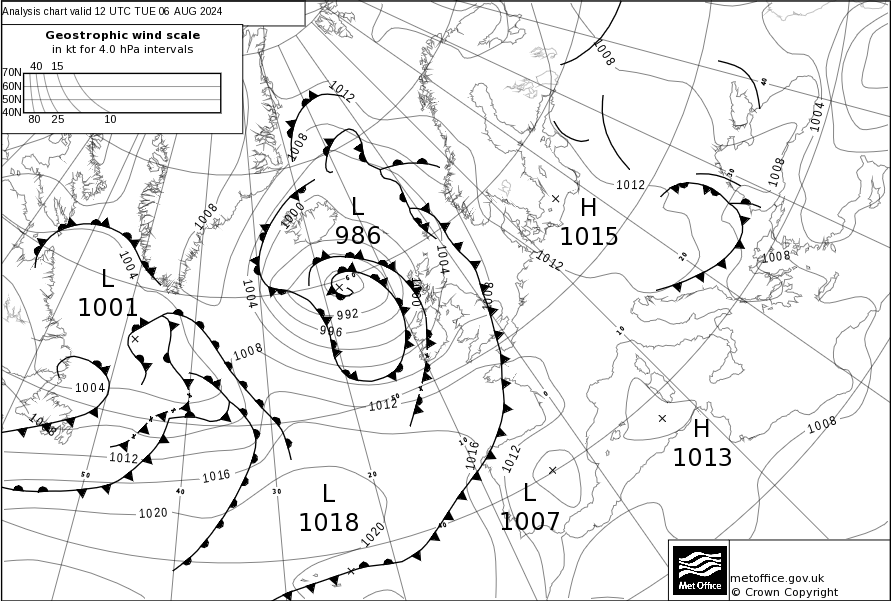 Analysis chart valid 12 UTC TUE 06 AUG 2024
Geostrophic wind scale
in kt for 4.0 hPa intervals
40 15
70N
60N
50N
40N
80 25 10
1012
1008
1008
40
1004
1008
30
1012
1000
1008
L
986
H
1015
1004
1004
1012
20
1008
L
1001
1004
60
1000
1008
992
996
10
1008
1004
1012
50
0
1008
1008
H
1013
1012
1016
1012
10
50
1016
20
40
30
L
1018
L
1007
1020
1020
40
Met Office
metoffice.gov.uk
© Crown Copyright